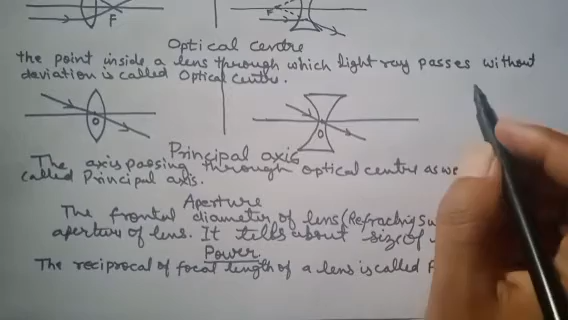 F
F
Optical centre
the point inside a lens through which light ray passes without
deviation is called Optical Centre.
O
O
Principal axis
The axis passing through optical centre as we
called Principal axis.
Aperture
The frontal diameter of lens (Refracting Su
aperture of lens. It tells about size of
Power
The reciprocal of focal length of a lens is called